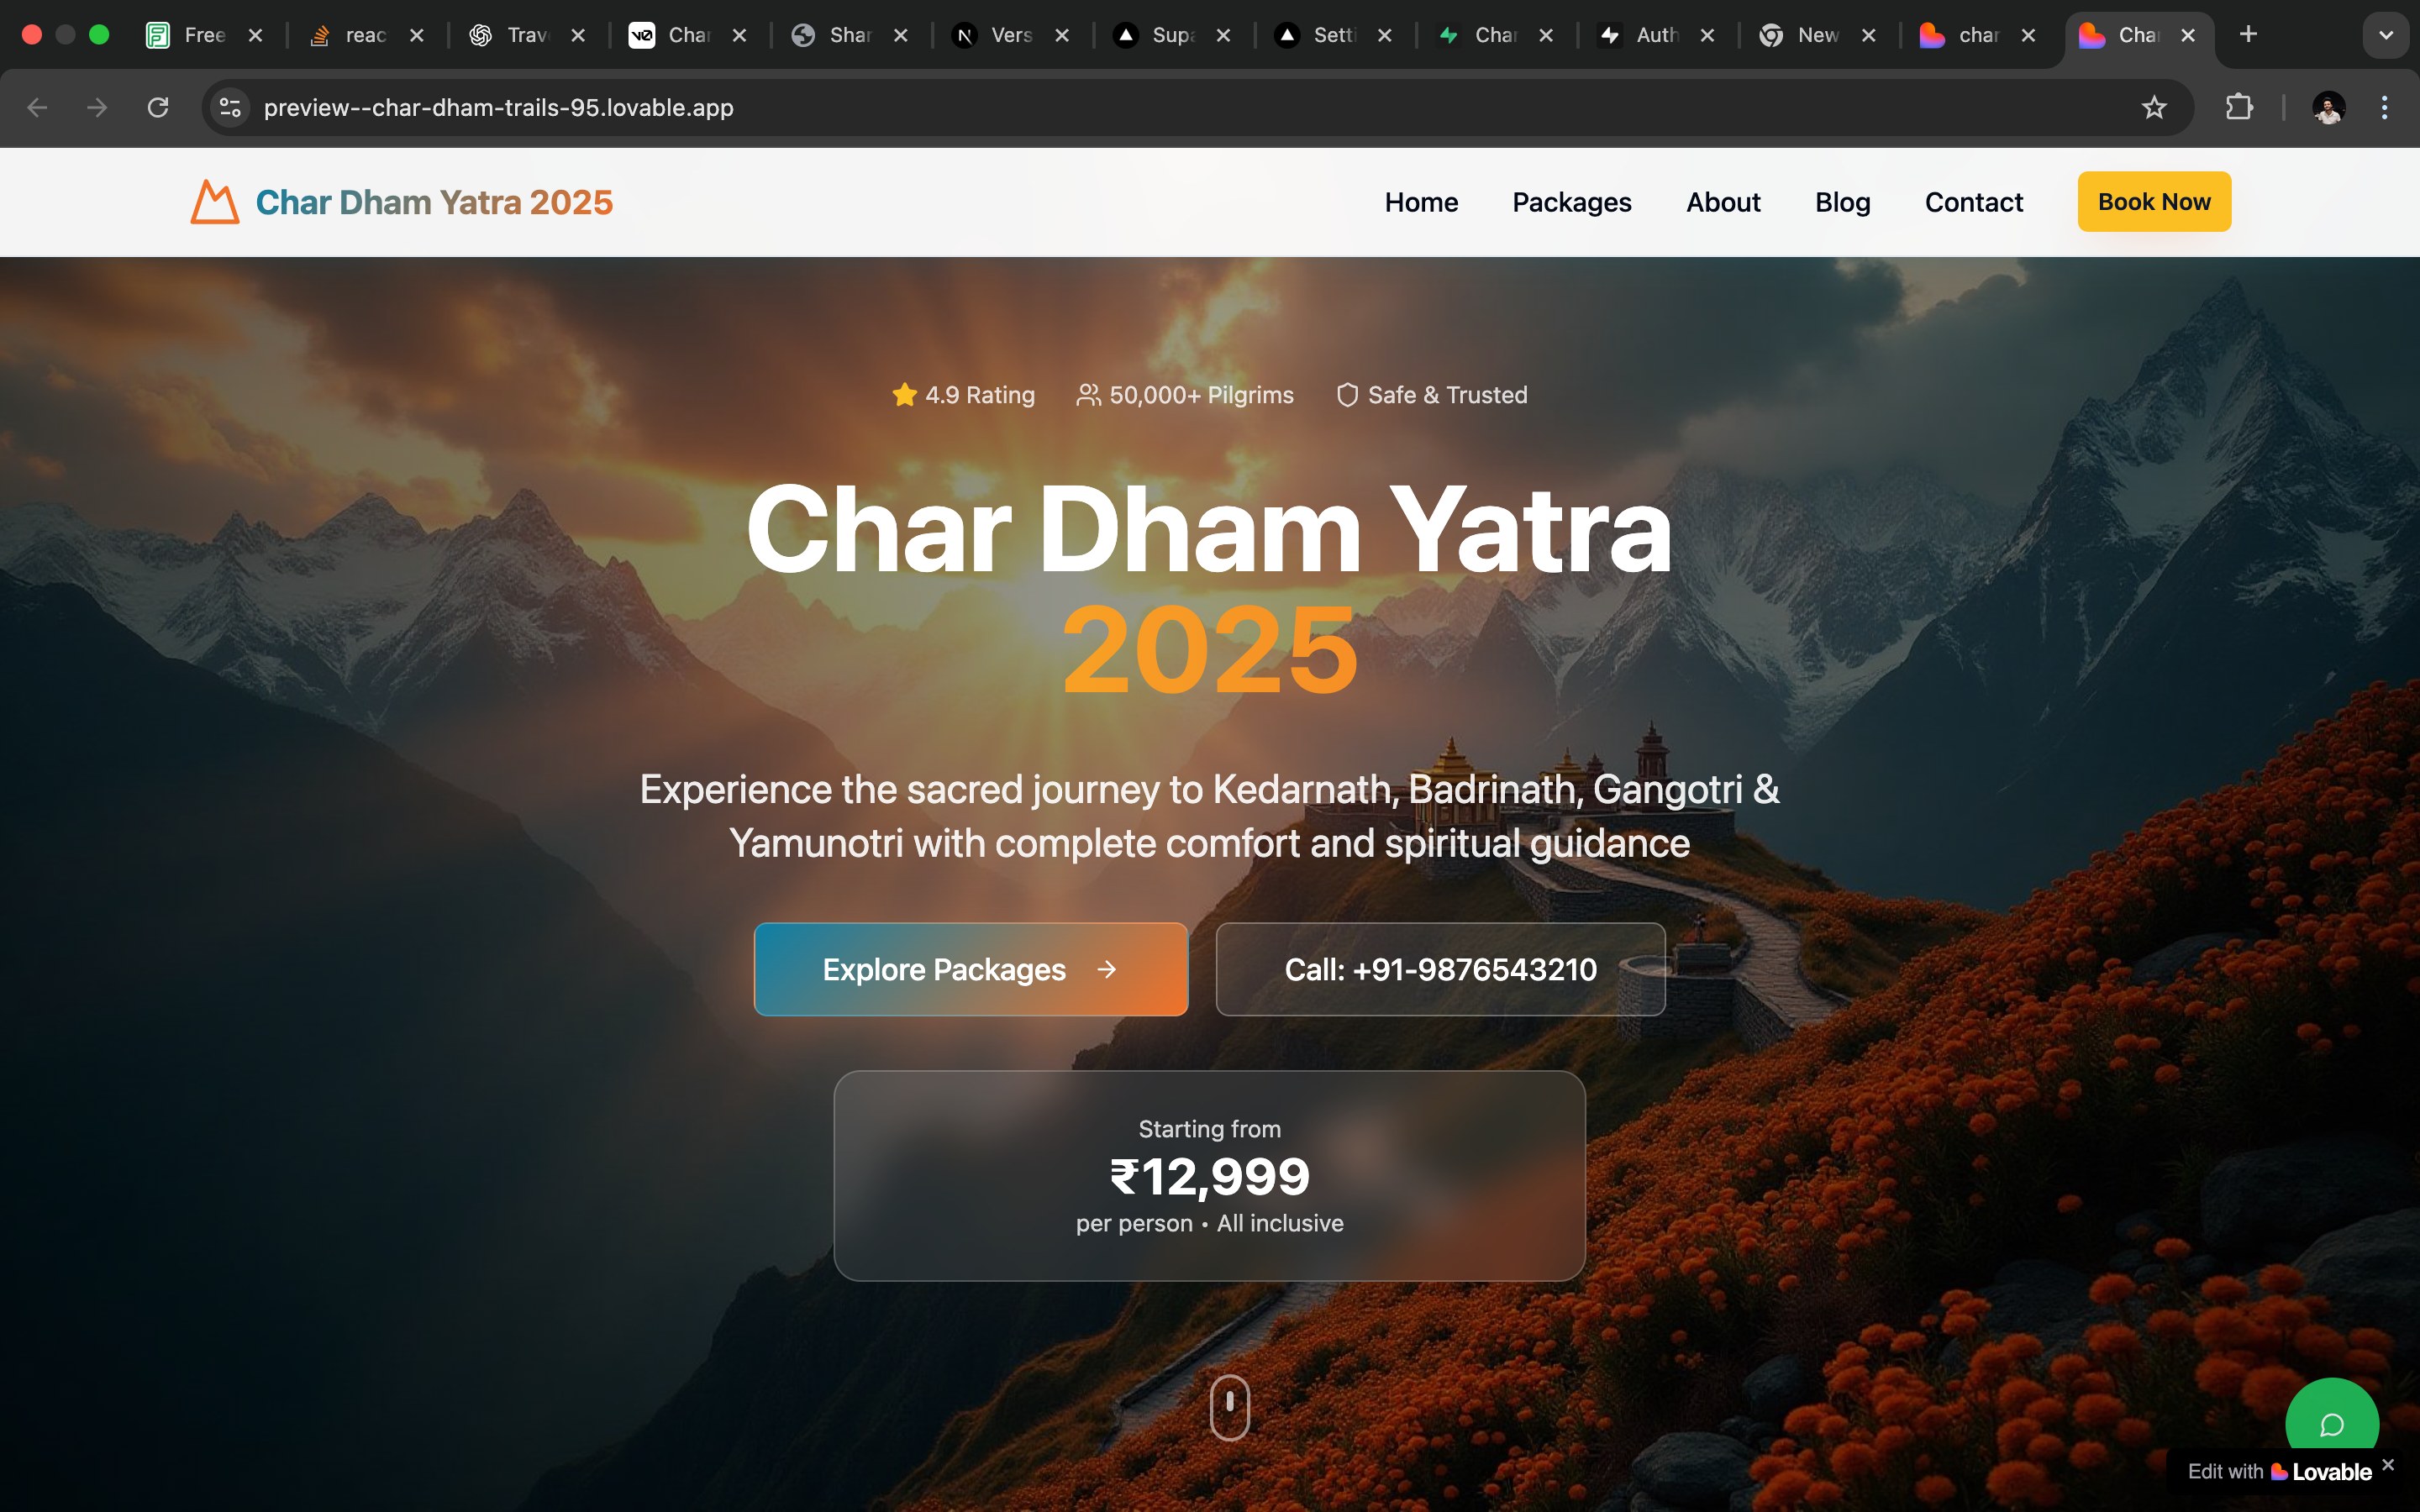 Free
reac
Trav
v0
Char
Shar
N
Vers
Supa
Setti
Char
Auth
New
char
Char
preview--char-dham-trails-95.lovable.app
Char Dham Yatra 2025
Home
Packages
About
Blog
Contact
Book Now
4.9 Rating
50,000+ Pilgrims
Safe & Trusted
Char Dham Yatra
2025
Experience the sacred journey to Kedarnath, Badrinath, Gangotri &
Yamunotri with complete comfort and spiritual guidance
Explore Packages
Call: +91-9876543210
Starting from
₹12,999
per person • All inclusive
Edit with Lovable